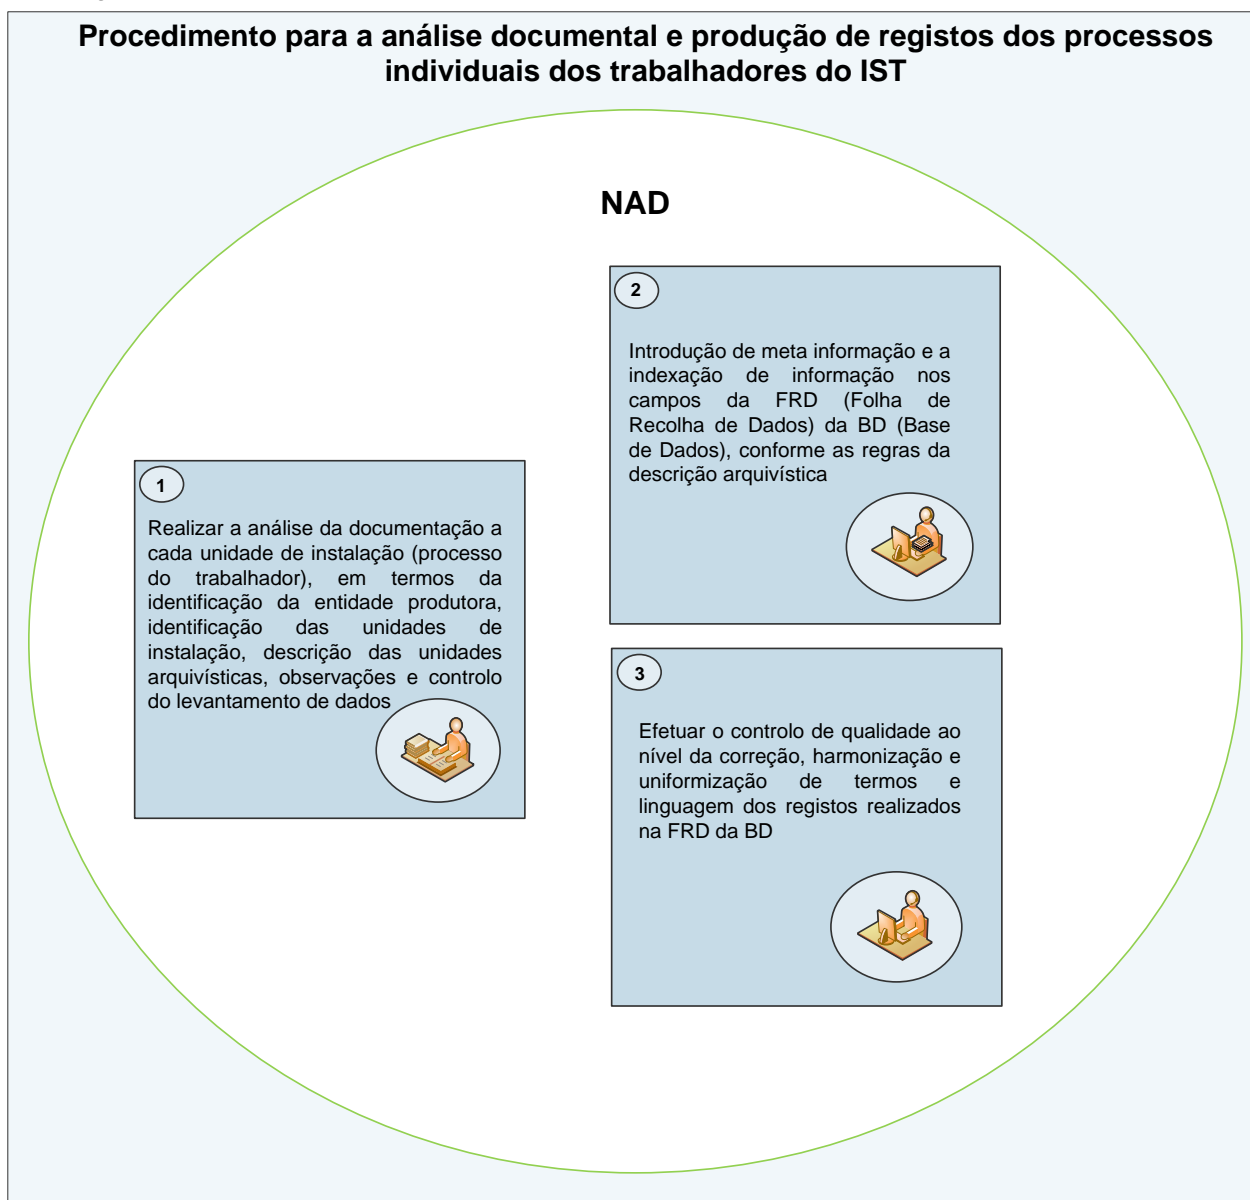 Procedimento para a análise documental e produção de registos dos processos
individuais dos trabalhadores do IST
NAD
1
Realizar a análise da documentação a
cada unidade de instalação (processo
do trabalhador), em termos da
identificação da entidade produtora,
identificação das unidades de
instalação, descrição das unidades
arquivísticas, observações e controlo
do levantamento de dados
2
Introdução de meta informação e a
indexação de informação nos
campos da FRD (Folha de
Recolha de Dados) da BD (Base
de Dados), conforme as regras da
descrição arquivística
3
Efetuar o controlo de qualidade ao
nível da correção, harmonização e
uniformização de termos e
linguagem dos registos realizados
na FRD da BD